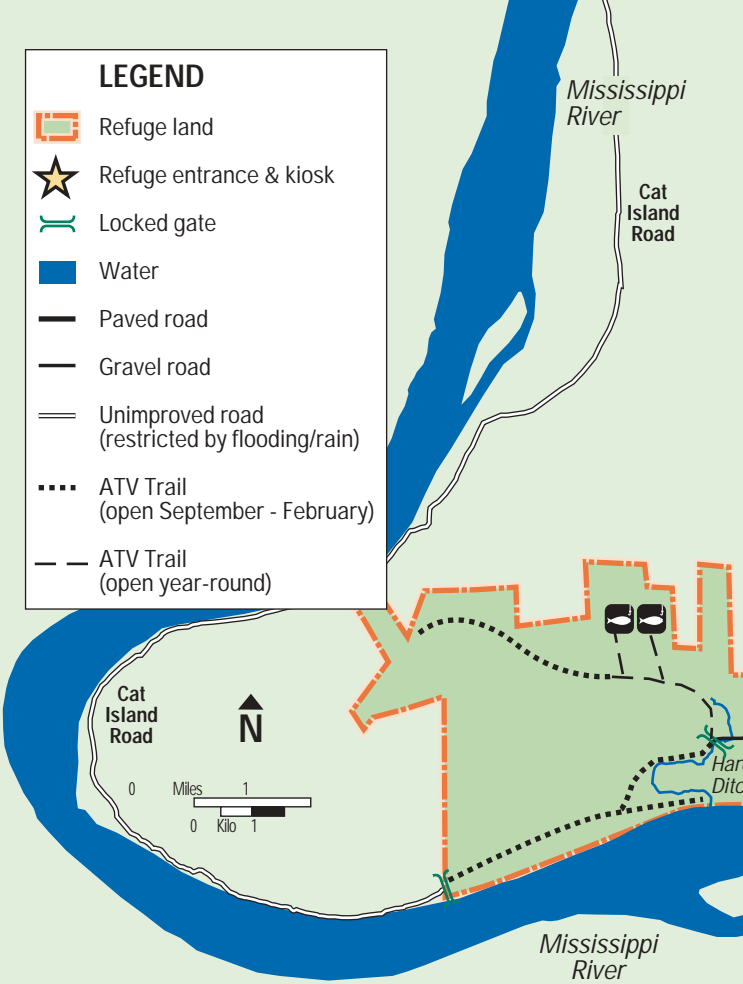 LEGEND
Refuge land
Refuge entrance & kiosk
Locked gate
Water
Paved road
Gravel road
Unimproved road
(restricted by flooding/rain)
ATV Trail
(open September - February)
ATV Trail
(open year-round)
Mississippi
River
Cat
Island
Road
Cat
Island
Road
N
0 Miles 1
0 Kilo 1
Har
Ditc
Mississippi
River